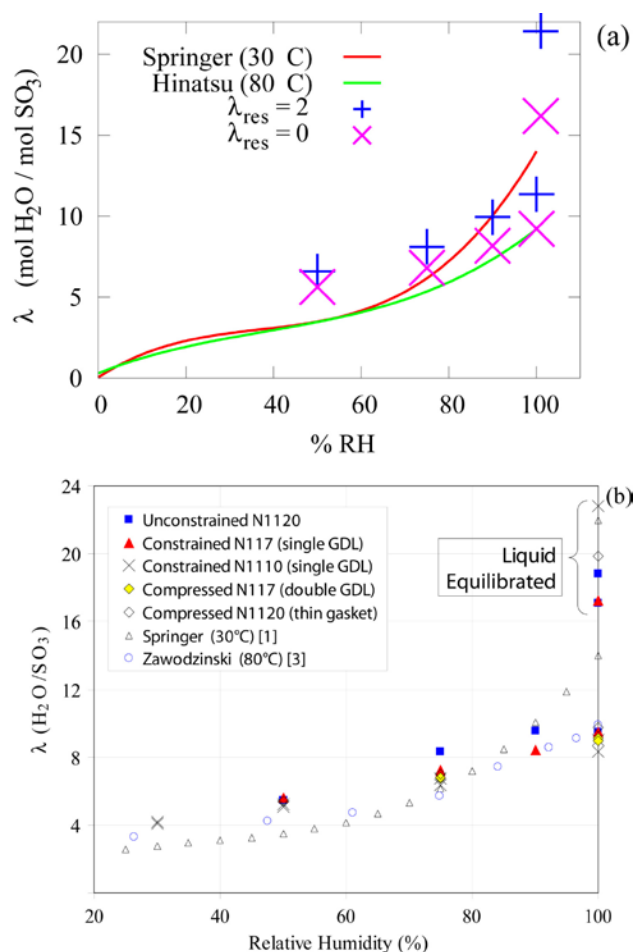 (a)
20
15
10
5
0
λ (mol H₂O / mol SO₃)
Springer (30 C)
Hinatsu (80 C)
λres = 2
λres = 0
0 20 40 60 80 100
% RH
(b)
24
20
16
12
8
4
λ (H₂O/SO₃)
Unconstrained N1120
Constrained N117 (single GDL)
Constrained N1110 (single GDL)
Compressed N117 (double GDL)
Compressed N1120 (thin gasket)
Springer (30°C) [1]
Zawodzinski (80°C) [3]
Liquid
Equilibrated
20 40 60 80 100
Relative Humidity (%)